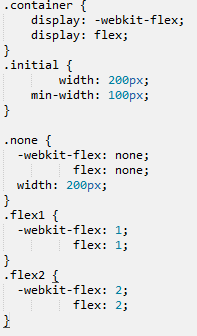 .container {
display: -webkit-flex;
display: flex;
}
.initial {
width: 200px;
min-width: 100px;
}
.none {
-webkit-flex: none;
flex: none;
width: 200px;
}
.flex1 {
-webkit-flex: 1;
flex: 1;
}
.flex2 {
-webkit-flex: 2;
flex: 2;
}